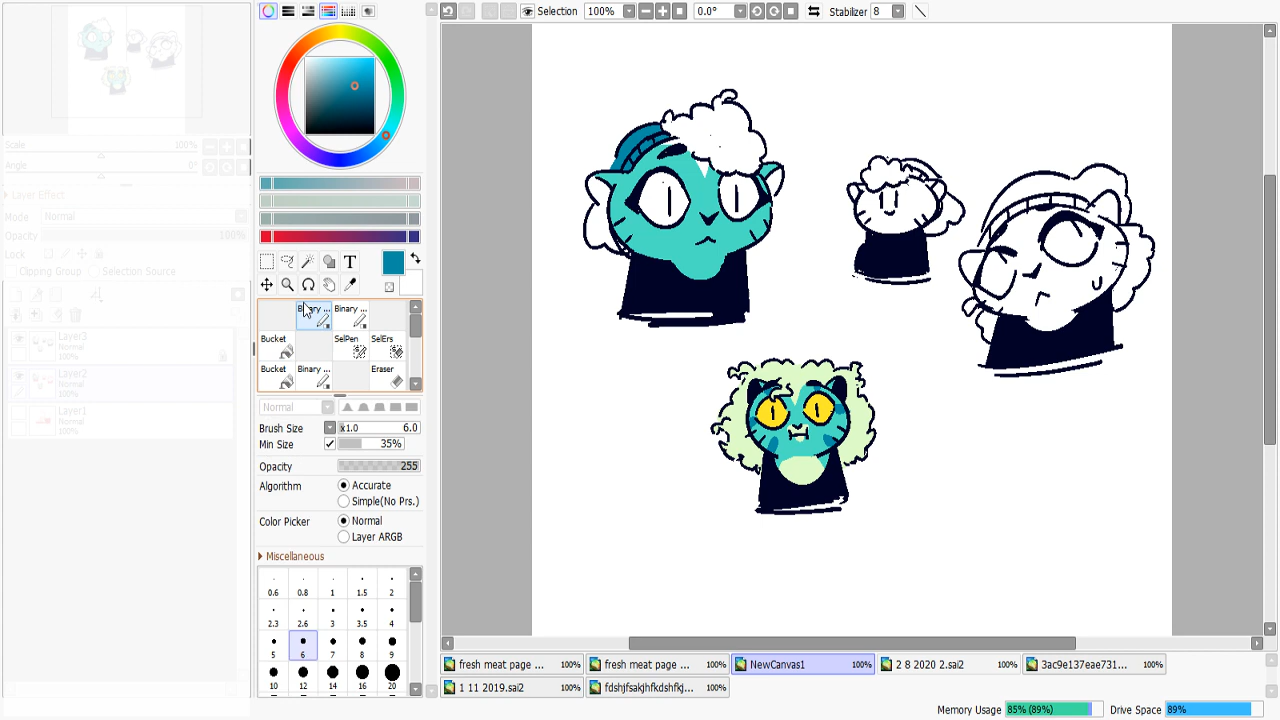 Selection 100% 0.0° Stabilizer 8
Scale 100%
Angle 0°
Layer Effect
Mode Normal
Opacity 100%
Lock
Clipping Group Selection Source
Layer3
Normal
100%
Layer2
Normal
100%
Layer1
Normal
100%
T
Binary ... Binary ...
Bucket SelPen SelErs
Bucket Binary ... Eraser
Normal
Brush Size x1.0 6.0
Min Size 35%
Opacity 255
Algorithm Accurate
Simple(No Prs.)
Color Picker Normal
Layer ARGB
Miscellaneous
0.6 0.8 1 1.5 2
2.3 2.6 3 3.5 4
5 6 7 8 9
10 12 14 16 20
fresh meat page ... 100% fresh meat page ... 100% NewCanvas1 100% 2 8 2020 2.sai2 100% 3ac9e137eae731... 100%
1 11 2019.sai2 100% fdshjfsakjhfkdshfkj... 100%
Memory Usage 85% (89%) Drive Space 89%